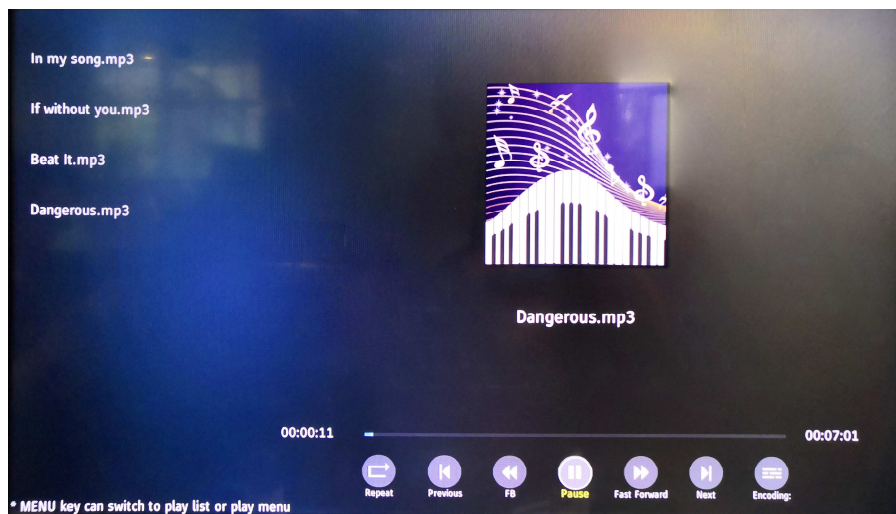 In my song.mp3
If without you.mp3
Beat It.mp3
Dangerous.mp3
Dangerous.mp3
00:00:11
00:07:01
Repeat
Previous
FB
Pause
Fast Forward
Next
Encoding:
* MENU key can switch to play list or play menu